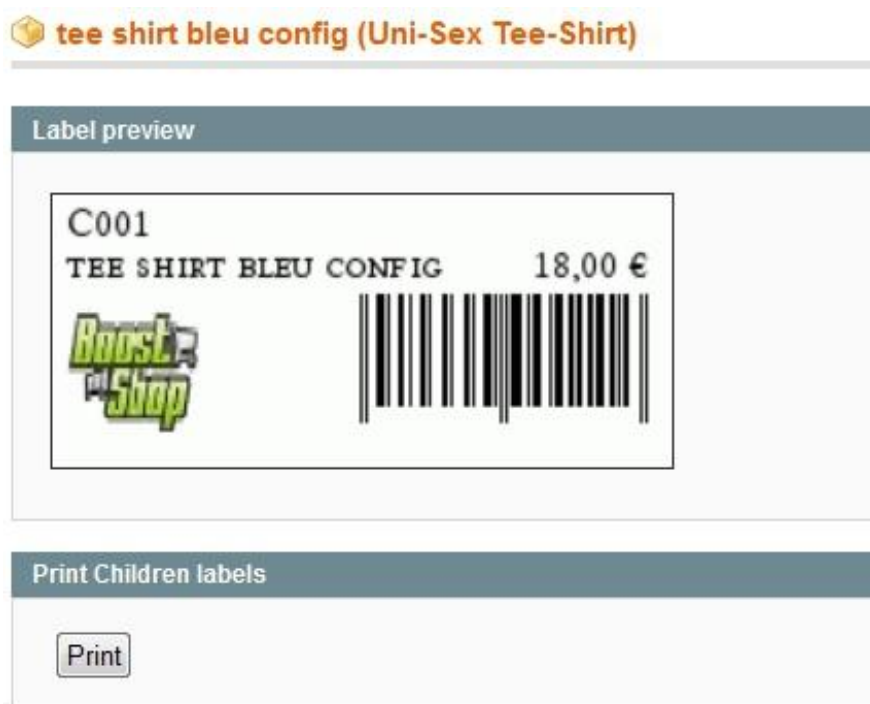 tee shirt bleu config (Uni-Sex Tee-Shirt)
Label preview
C001
TEE SHIRT BLEU CONFIG 18,00 €
Boost
Shop
Print Children labels
Print